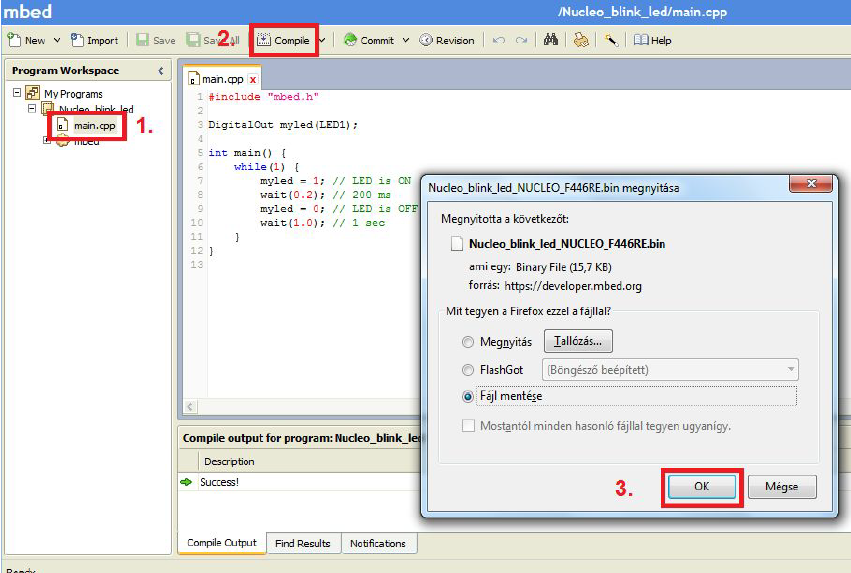 mbed /Nucleo_blink_led/main.cpp
New Import Save Save All 2. Compile Commit Revision Help
Program Workspace
My Programs
Nucleo_blink_led
main.cpp 1.
mbed
main.cpp x
1 #include "mbed.h"
2
3 DigitalOut myled(LED1);
4
5 int main() {
6 while(1) {
7 myled = 1; // LED is ON
8 wait(0.2); // 200 ms
9 myled = 0; // LED is OFF
10 wait(1.0); // 1 sec
11 }
12 }
13
Nucleo_blink_led_NUCLEO_F446RE.bin megnyitása
Megnyitotta a következőt:
Nucleo_blink_led_NUCLEO_F446RE.bin
ami egy: Binary File (15,7 KB)
forrás: https://developer.mbed.org
Mit tegyen a Firefox ezzel a fájllal?
Megnyitás Tallózás...
FlashGot (Böngésző beépített)
Fájl mentése
Mostantól minden hasonló fájllal tegyen ugyanígy.
3. OK Mégse
Compile output for program: Nucleo_blink_led
Description
Success!
Compile Output Find Results Notifications
Ready